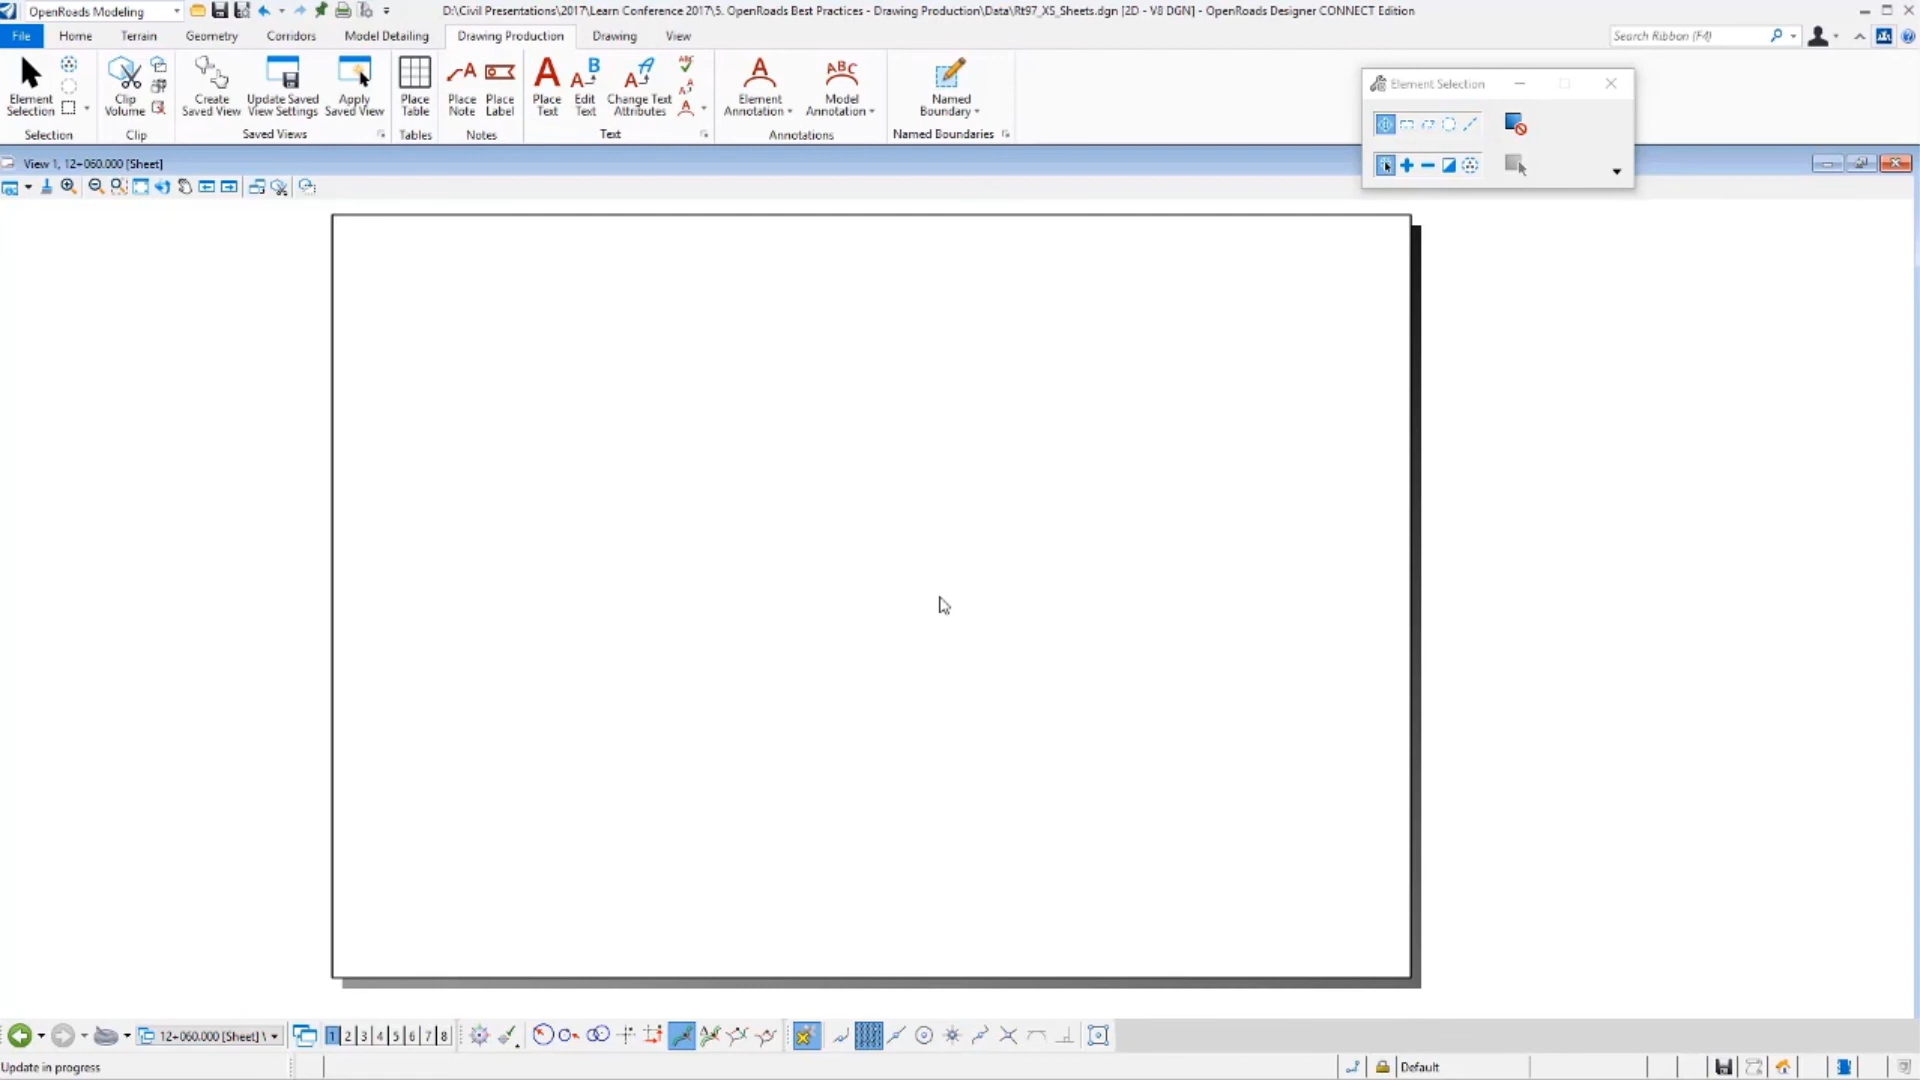 OpenRoads Modeling
D:\Civil Presentations\2017\Learn Conference 2017\5. OpenRoads Best Practices - Drawing Production\Data\Rt97_XS_Sheets.dgn [2D - V8 DGN] - OpenRoads Designer CONNECT Edition
File Home Terrain Geometry Corridors Model Detailing Drawing Production Drawing View
Search Ribbon (F4)
Element Selection
Clip Volume
Create Saved View
Update Saved View Settings
Apply Saved View
Place Table
Place Note
Place Label
Place Text
Edit Text
Change Text Attributes
Element Annotation
Model Annotation
Named Boundary
Selection Clip Saved Views Tables Notes Text Annotations Named Boundaries
Element Selection
View 1, 12+060.000 [Sheet]
12+060.000 [Sheet] \
1 2 3 4 5 6 7 8
Update in progress
Default